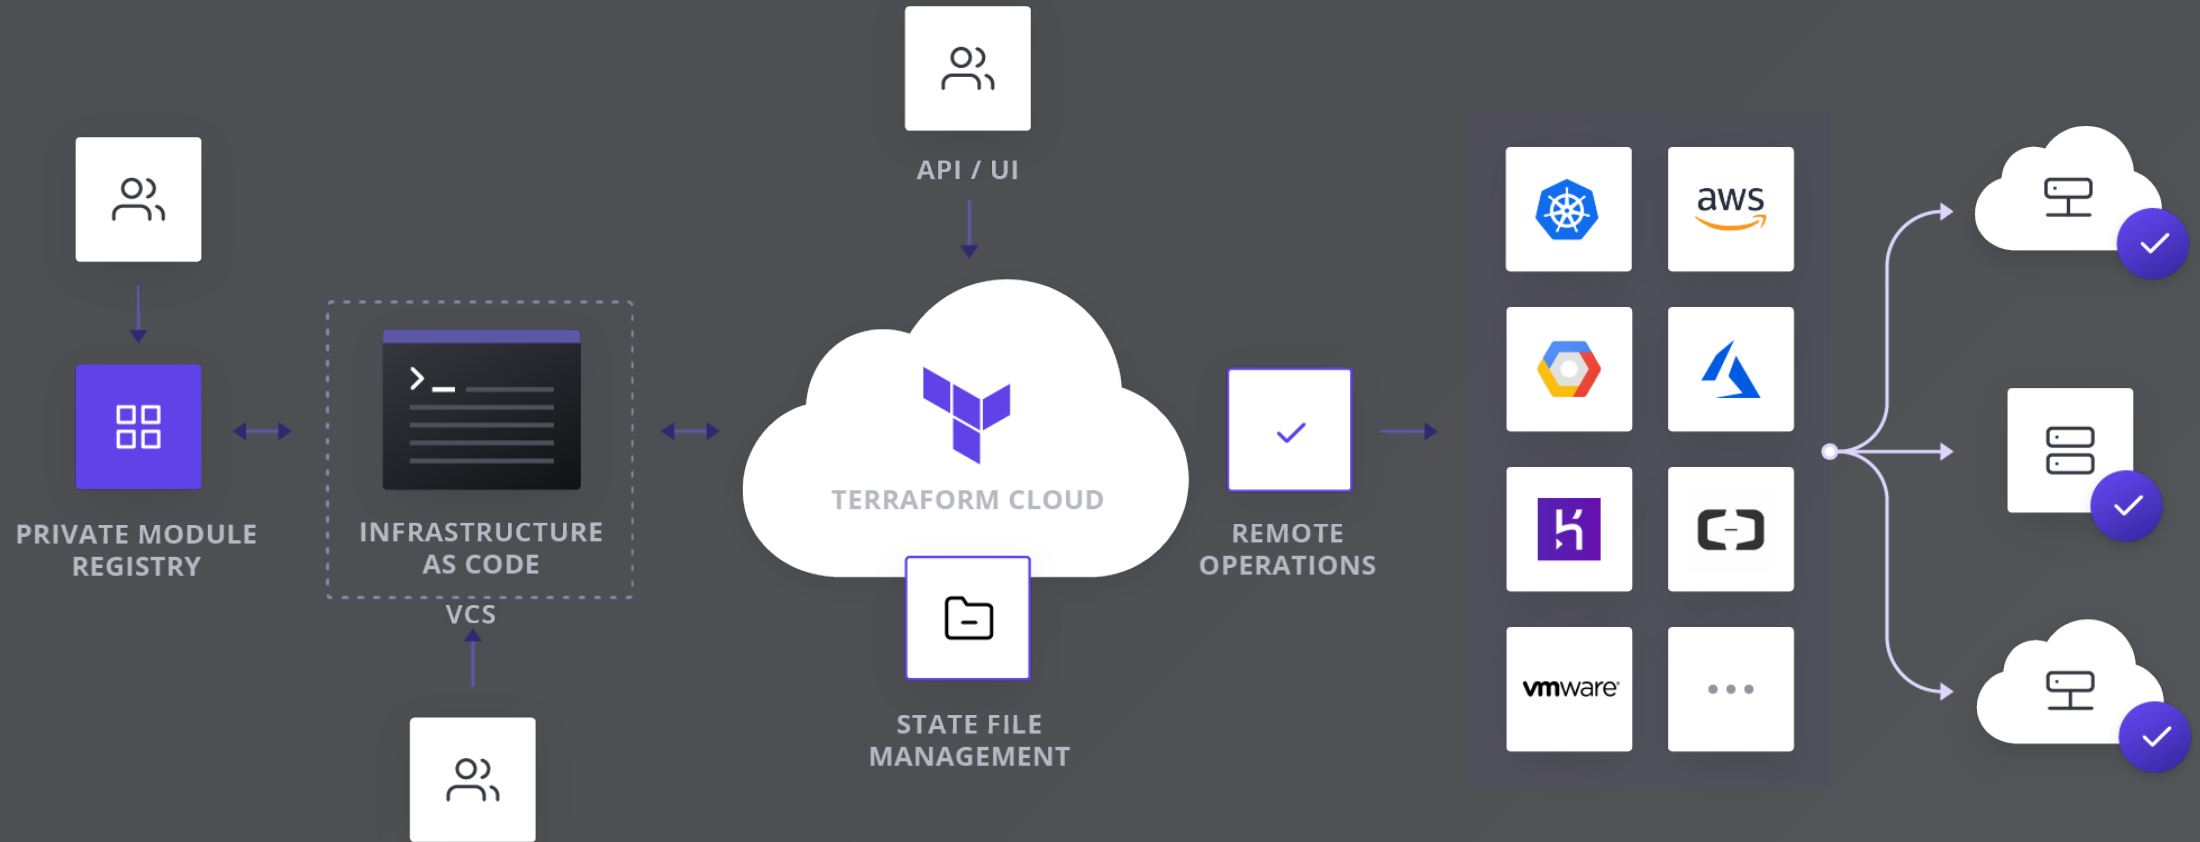 API / UI
aws
PRIVATE MODULE
REGISTRY
INFRASTRUCTURE
AS CODE
VCS
TERRAFORM CLOUD
STATE FILE
MANAGEMENT
REMOTE
OPERATIONS
vmware®